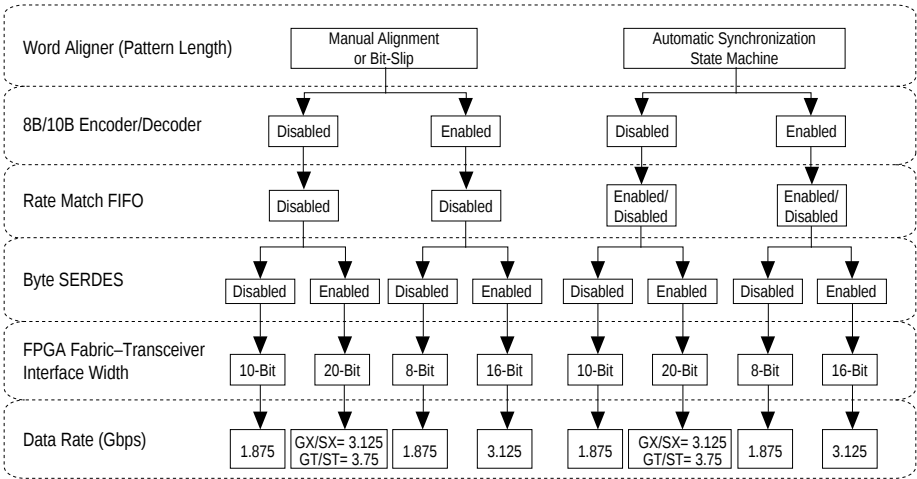 Word Aligner (Pattern Length)
Manual Alignment
or Bit-Slip
Automatic Synchronization
State Machine
8B/10B Encoder/Decoder
Disabled
Enabled
Disabled
Enabled
Rate Match FIFO
Disabled
Disabled
Enabled/
Disabled
Enabled/
Disabled
Byte SERDES
Disabled
Enabled
Disabled
Enabled
Disabled
Enabled
Disabled
Enabled
FPGA Fabric–Transceiver
Interface Width
10-Bit
20-Bit
8-Bit
16-Bit
10-Bit
20-Bit
8-Bit
16-Bit
Data Rate (Gbps)
1.875
GX/SX= 3.125
GT/ST= 3.75
1.875
3.125
1.875
GX/SX= 3.125
GT/ST= 3.75
1.875
3.125